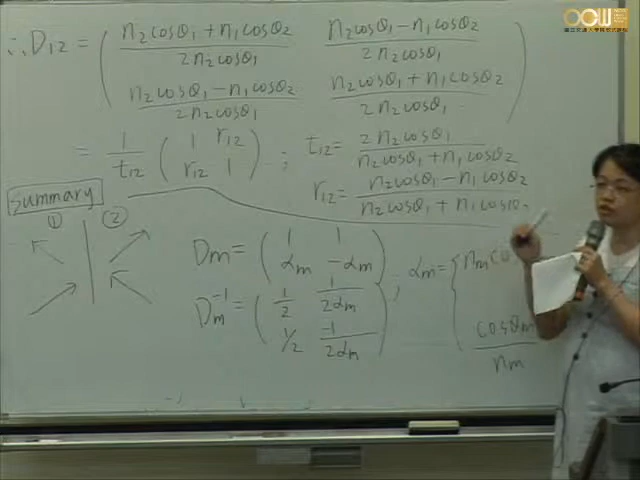 ∴D₁₂ = ( (n₂cosθ₁ + n₁cosθ₂)/(2n₂cosθ₁)  (n₂cosθ₁ − n₁cosθ₂)/(2n₂cosθ₁)
(n₂cosθ₁ − n₁cosθ₂)/(2n₂cosθ₁)  (n₂cosθ₁ + n₁cosθ₂)/(2n₂cosθ₁) )
= 1/t₁₂ ( 1 r₁₂
r₁₂ 1 ) ; t₁₂ = (2n₂cosθ₁)/(n₂cosθ₁ + n₁cosθ₂)
r₁₂ = (n₂cosθ₁ − n₁cosθ₂)/(n₂cosθ₁ + n₁cosθ₂)
Summary
① ②
Dm = ( 1 1
αm −αm ) ; αm = {
Dm⁻¹ = ( 1/2 1/(2αm)
1/2 −1/(2αm) )
cosθm/nm
OCW